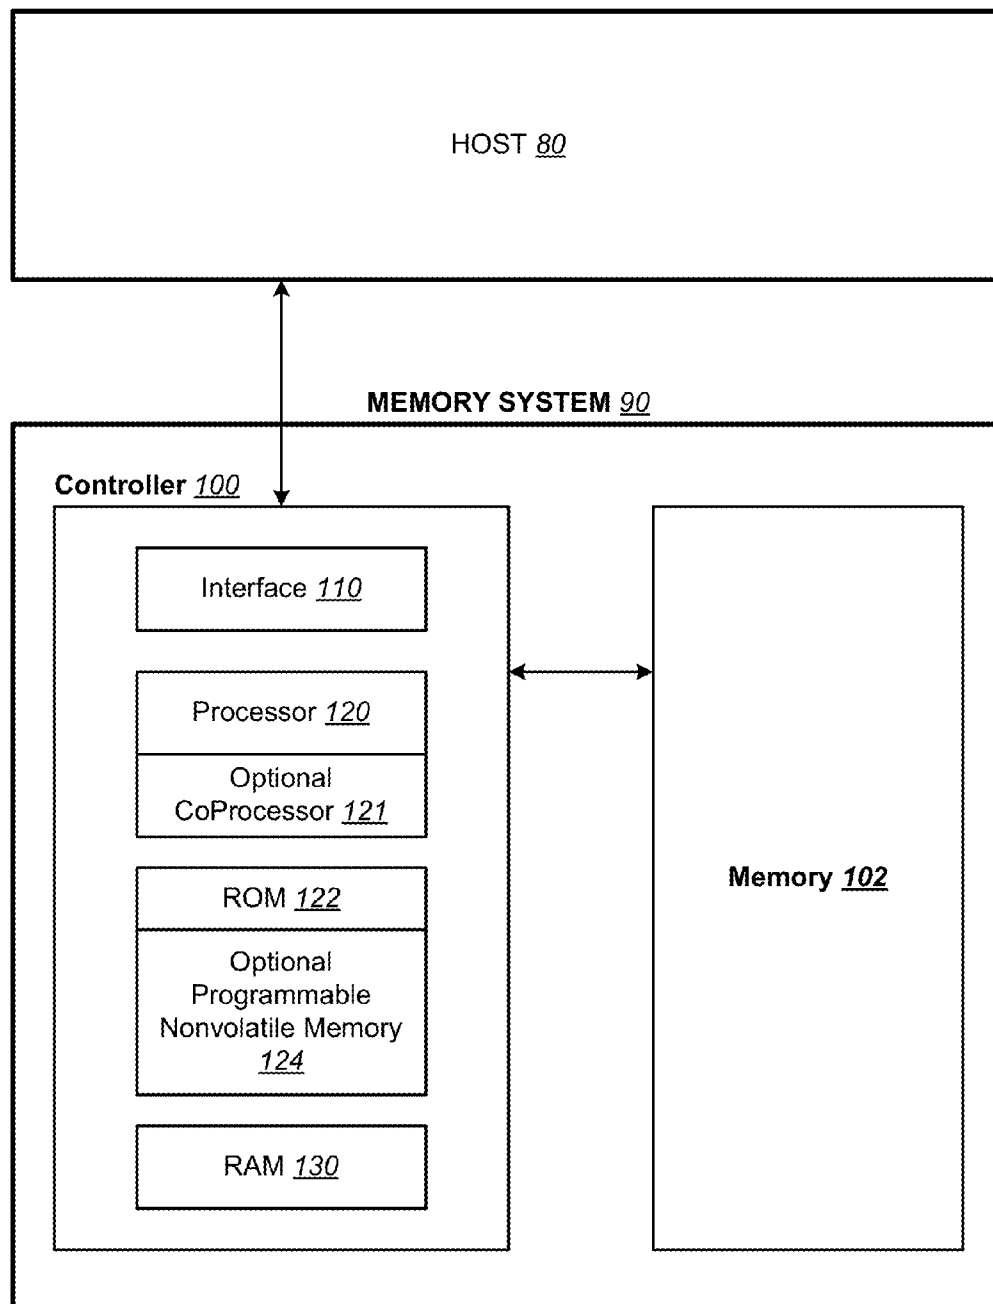 HOST 80
MEMORY SYSTEM 90
Controller 100
Interface 110
Processor 120
Optional
CoProcessor 121
ROM 122
Optional
Programmable
Nonvolatile Memory
124
RAM 130
Memory 102